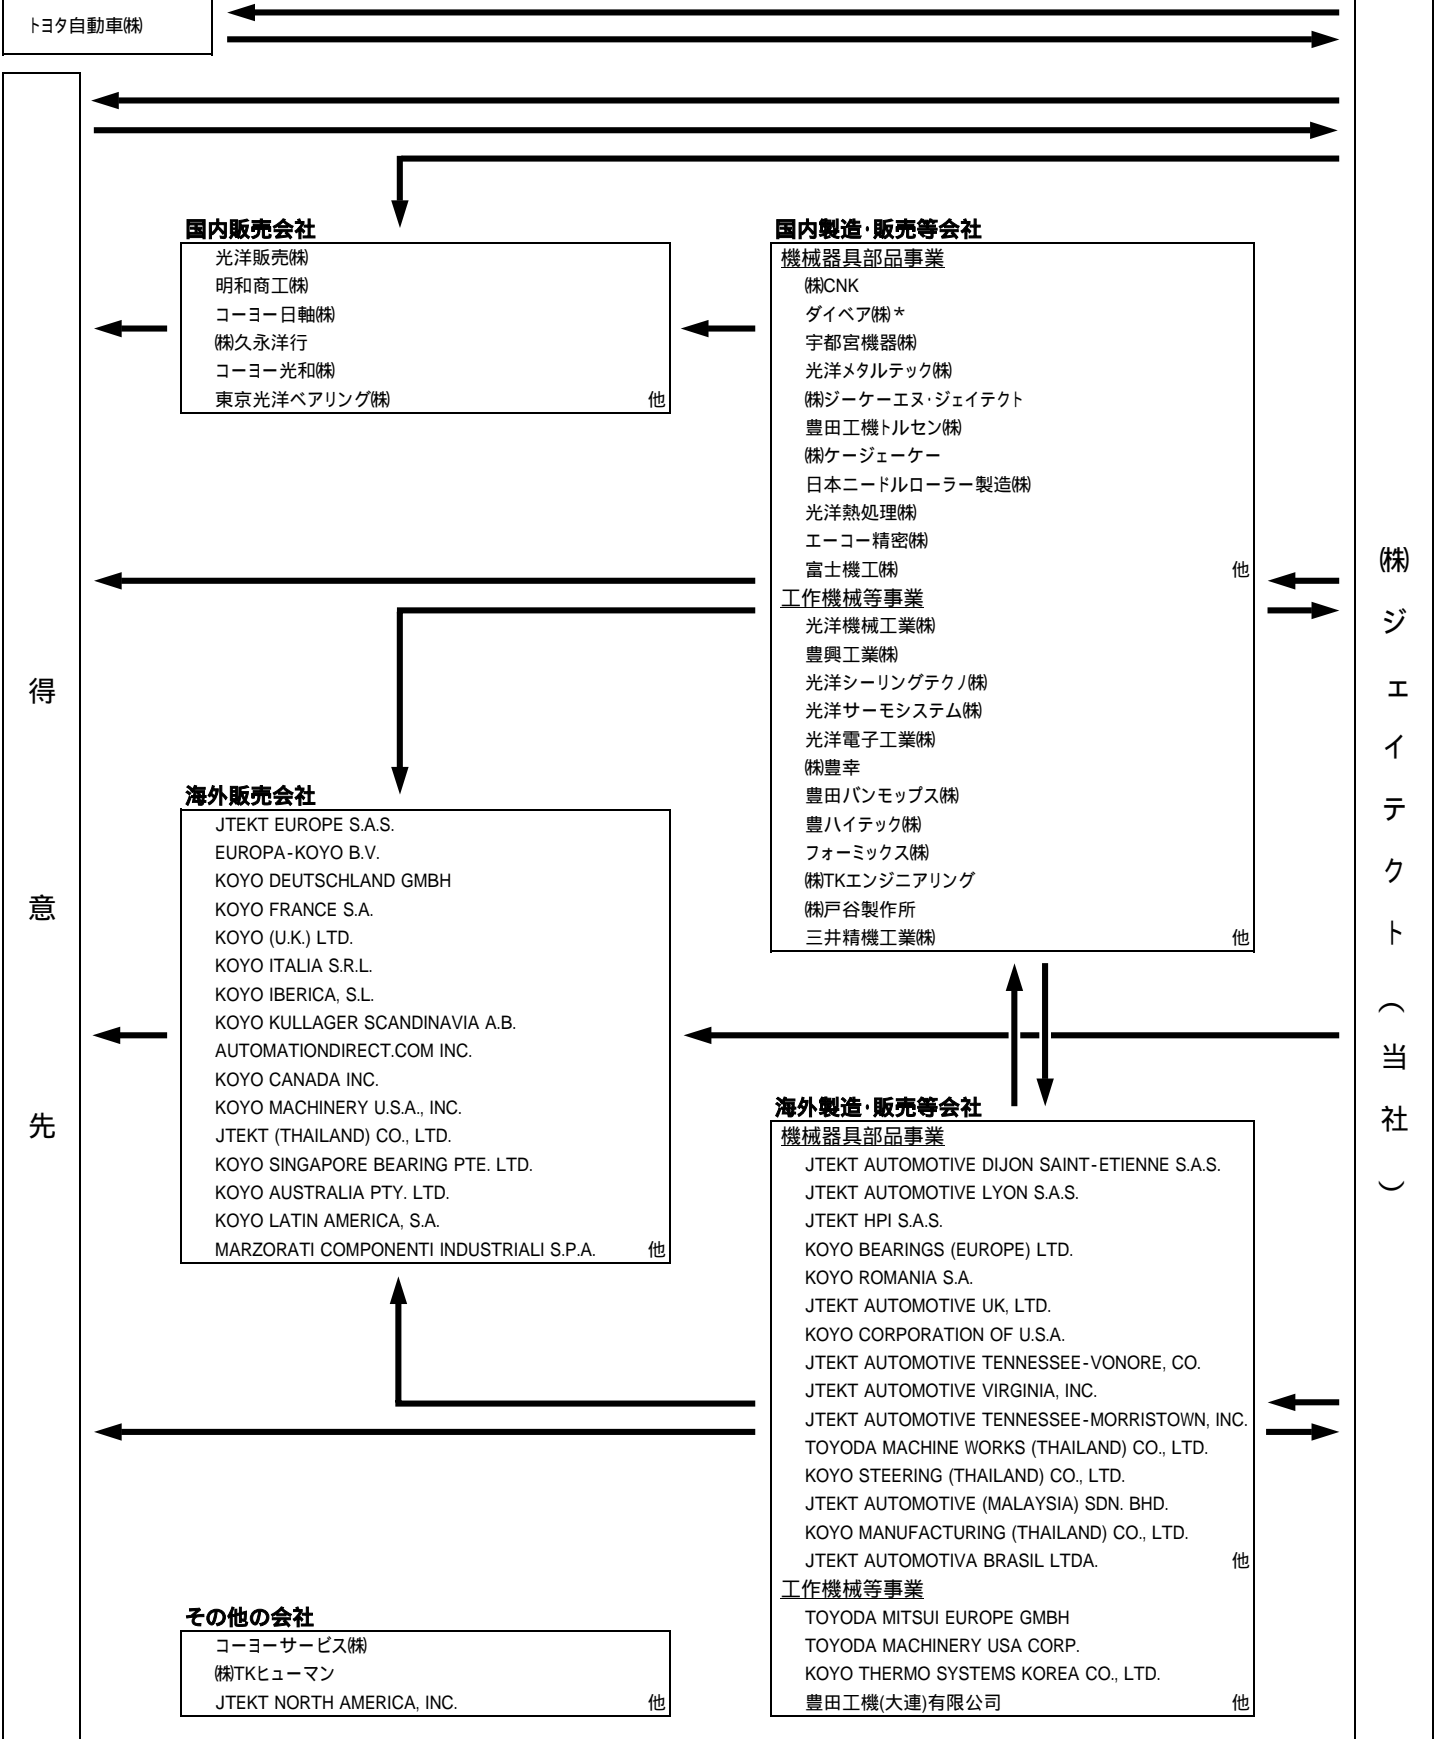 トヨタ自動車㈱
得意先
国内販売会社
光洋販売㈱
明和商工㈱
コーヨー日軸㈱
㈱久永洋行
コーヨー光和㈱
東京光洋ベアリング㈱ 他
国内製造・販売等会社
機械器具部品事業
㈱CNK
ダイベア㈱＊
宇都宮機器㈱
光洋メタルテック㈱
㈱ジーケーエヌ・ジェイテクト
豊田工機トルセン㈱
㈱ケージェーケー
日本ニードルローラー製造㈱
光洋熱処理㈱
エーコー精密㈱
富士機工㈱ 他
工作機械等事業
光洋機械工業㈱
豊興工業㈱
光洋シーリングテクノ㈱
光洋サーモシステム㈱
光洋電子工業㈱
㈱豊幸
豊田バンモップス㈱
豊ハイテック㈱
フォーミックス㈱
㈱TKエンジニアリング
㈱戸谷製作所
三井精機工業㈱ 他
海外販売会社
JTEKT EUROPE S.A.S.
EUROPA-KOYO B.V.
KOYO DEUTSCHLAND GMBH
KOYO FRANCE S.A.
KOYO (U.K.) LTD.
KOYO ITALIA S.R.L.
KOYO IBERICA, S.L.
KOYO KULLAGER SCANDINAVIA A.B.
AUTOMATIONDIRECT.COM INC.
KOYO CANADA INC.
KOYO MACHINERY U.S.A., INC.
JTEKT (THAILAND) CO., LTD.
KOYO SINGAPORE BEARING PTE. LTD.
KOYO AUSTRALIA PTY. LTD.
KOYO LATIN AMERICA, S.A.
MARZORATI COMPONENTI INDUSTRIALI S.P.A. 他
海外製造・販売等会社
機械器具部品事業
JTEKT AUTOMOTIVE DIJON SAINT-ETIENNE S.A.S.
JTEKT AUTOMOTIVE LYON S.A.S.
JTEKT HPI S.A.S.
KOYO BEARINGS (EUROPE) LTD.
KOYO ROMANIA S.A.
JTEKT AUTOMOTIVE UK, LTD.
KOYO CORPORATION OF U.S.A.
JTEKT AUTOMOTIVE TENNESSEE-VONORE, CO.
JTEKT AUTOMOTIVE VIRGINIA, INC.
JTEKT AUTOMOTIVE TENNESSEE-MORRISTOWN, INC.
TOYODA MACHINE WORKS (THAILAND) CO., LTD.
KOYO STEERING (THAILAND) CO., LTD.
JTEKT AUTOMOTIVE (MALAYSIA) SDN. BHD.
KOYO MANUFACTURING (THAILAND) CO., LTD.
JTEKT AUTOMOTIVA BRASIL LTDA. 他
工作機械等事業
TOYODA MITSUI EUROPE GMBH
TOYODA MACHINERY USA CORP.
KOYO THERMO SYSTEMS KOREA CO., LTD.
豊田工機(大連)有限公司 他
その他の会社
コーヨーサービス㈱
㈱TKヒューマン
JTEKT NORTH AMERICA, INC. 他
㈱ジェイテクト（当社）